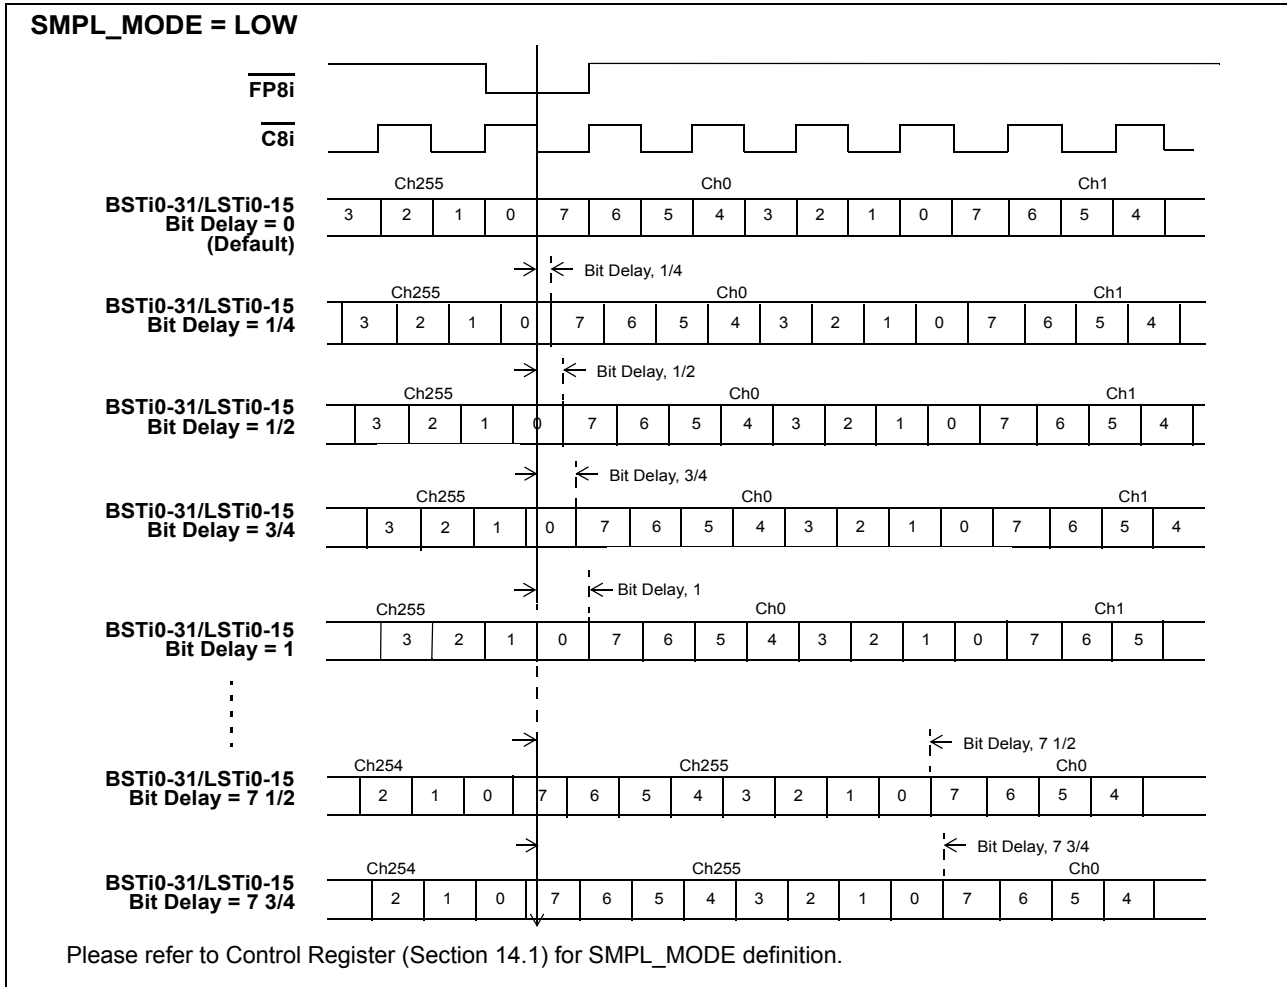 SMPL_MODE = LOW
FP8i
C8i
Ch255 Ch0 Ch1
BSTi0-31/LSTi0-15
Bit Delay = 0
(Default)
3 2 1 0 7 6 5 4 3 2 1 0 7 6 5 4
Bit Delay, 1/4
Ch255 Ch0 Ch1
BSTi0-31/LSTi0-15
Bit Delay = 1/4
3 2 1 0 7 6 5 4 3 2 1 0 7 6 5 4
Bit Delay, 1/2
Ch255 Ch0 Ch1
BSTi0-31/LSTi0-15
Bit Delay = 1/2
3 2 1 0 7 6 5 4 3 2 1 0 7 6 5 4
Bit Delay, 3/4
Ch255 Ch0 Ch1
BSTi0-31/LSTi0-15
Bit Delay = 3/4
3 2 1 0 7 6 5 4 3 2 1 0 7 6 5 4
Bit Delay, 1
Ch255 Ch0 Ch1
BSTi0-31/LSTi0-15
Bit Delay = 1
3 2 1 0 7 6 5 4 3 2 1 0 7 6 5
Bit Delay, 7 1/2
Ch254 Ch255 Ch0
BSTi0-31/LSTi0-15
Bit Delay = 7 1/2
2 1 0 7 6 5 4 3 2 1 0 7 6 5 4
Bit Delay, 7 3/4
Ch254 Ch255 Ch0
BSTi0-31/LSTi0-15
Bit Delay = 7 3/4
2 1 0 7 6 5 4 3 2 1 0 7 6 5 4
Please refer to Control Register (Section 14.1) for SMPL_MODE definition.